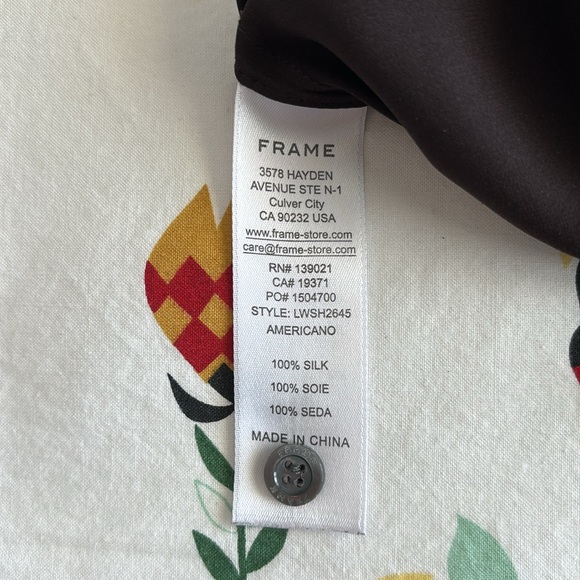 FRAME
3578 HAYDEN
AVENUE STE N-1
Culver City
CA 90232 USA
www.frame-store.com
care@frame-store.com
RN# 139021
CA# 19371
PO# 1504700
STYLE: LWSH2645
AMERICANO
100% SILK
100% SOIE
100% SEDA
MADE IN CHINA